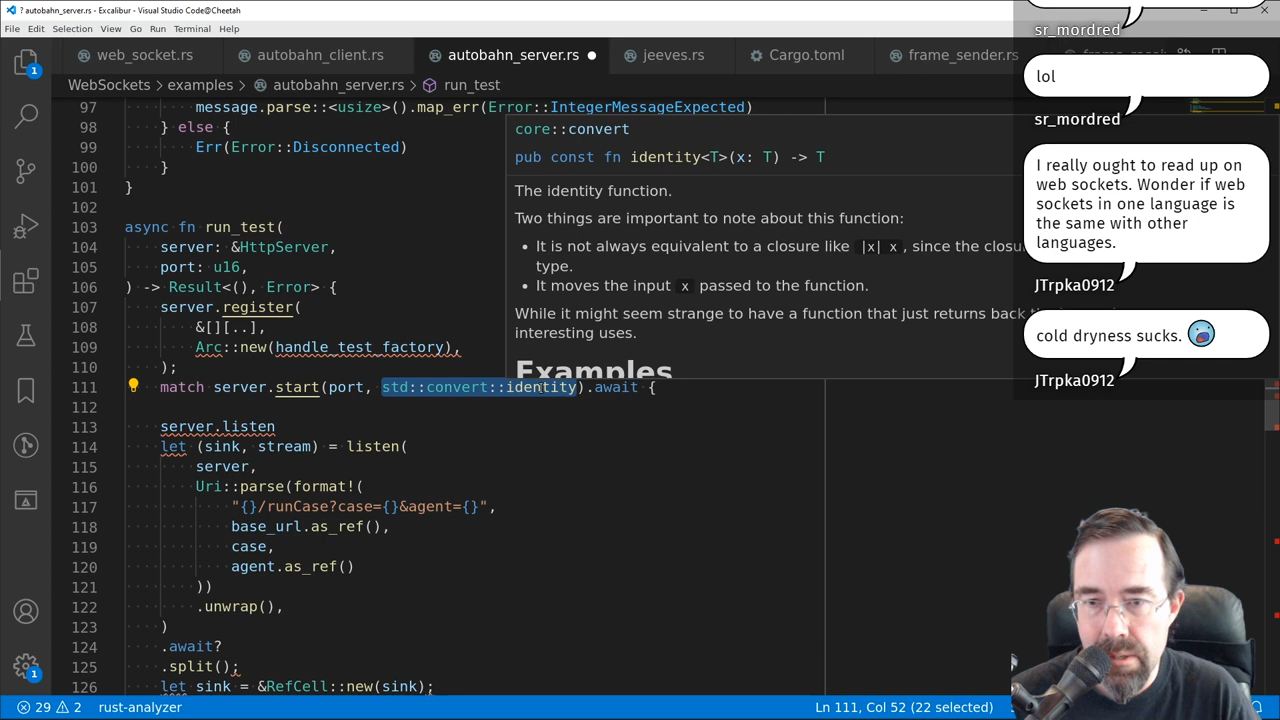 ? autobahn_server.rs - Excalibur - Visual Studio Code@Cheetah
File Edit Selection View Go Run Terminal Help
web_socket.rs autobahn_client.rs autobahn_server.rs jeeves.rs Cargo.toml frame_sender.rs
WebSockets > examples > autobahn_server.rs > run_test
97 message.parse::<usize>().map_err(Error::IntegerMessageExpected)
98 } else {
99 Err(Error::Disconnected)
100 }
101 }
102
103 async fn run_test(
104 server: &HttpServer,
105 port: u16,
106 ) -> Result<(), Error> {
107 server.register(
108 &[][..],
109 Arc::new(handle_test_factory),
110 );
111 match server.start(port, std::convert::identity).await {
112
113 server.listen
114 let (sink, stream) = listen(
115 server,
116 Uri::parse(format!(
117 "{}/runCase?case={}&agent={}",
118 base_url.as_ref(),
119 case,
120 agent.as_ref()
121 ))
122 .unwrap(),
123 )
124 .await?
125 .split();
126 let sink = &RefCell::new(sink);
core::convert
pub const fn identity<T>(x: T) -> T
The identity function.
Two things are important to note about this function:
• It is not always equivalent to a closure like |x| x , since the
type.
• It moves the input x passed to the function.
While it might seem strange to have a function that just returns back
interesting uses.
Examples
sr_mordred
lol
sr_mordred
I really ought to read up on
web sockets. Wonder if web
sockets in one language is
the same with other
languages.
JTrpka0912
cold dryness sucks.
JTrpka0912
1
1
29 2 rust-analyzer
Ln 111, Col 52 (22 selected)